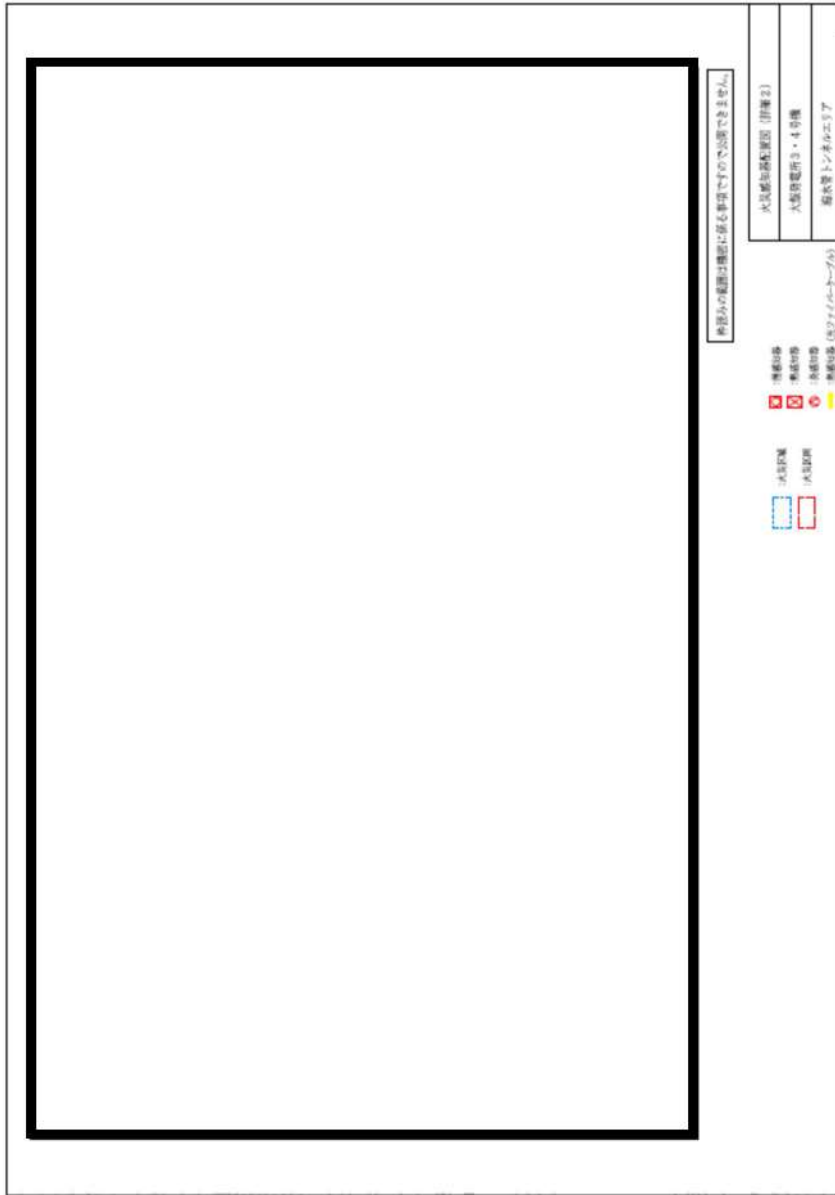 枠囲みの範囲は機密に係る事項ですので公開できません。
:火災区域
:火災区画
:煙感知器
:熱感知器
:炎感知器
:熱感知器(光ファイバーケーブル)
火災感知器配置図(詳細2)
大飯発電所3・4号機
海水管トンネルエリア